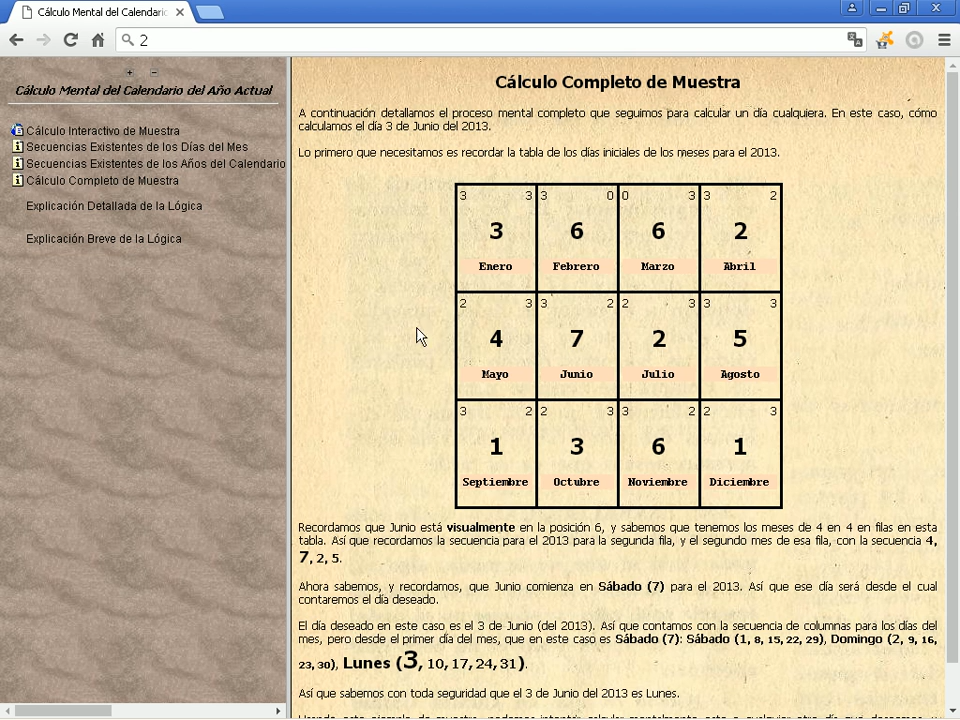 Cálculo Mental del Calendario
2
Cálculo Mental del Calendario del Año Actual
Cálculo Interactivo de Muestra
Secuencias Existentes de los Días del Mes
Secuencias Existentes de los Años del Calendario
Cálculo Completo de Muestra
Explicación Detallada de la Lógica
Explicación Breve de la Lógica
Cálculo Completo de Muestra
A continuación detallamos el proceso mental completo que seguimos para calcular un día cualquiera. En este caso, cómo
calculamos el día 3 de Junio del 2013.
Lo primero que necesitamos es recordar la tabla de los días iniciales de los meses para el 2013.
3 3 3 0 0 3 3 2
3 6 6 2
Enero Febrero Marzo Abril
2 3 3 2 2 3 3 3
4 7 2 5
Mayo Junio Julio Agosto
3 2 2 3 3 2 2 3
1 3 6 1
Septiembre Octubre Noviembre Diciembre
Recordamos que Junio está visualmente en la posición 6, y sabemos que tenemos los meses de 4 en 4 en filas en esta
tabla. Así que recordamos la secuencia para el 2013 para la segunda fila, y el segundo mes de esa fila, con la secuencia 4,
7, 2, 5.
Ahora sabemos, y recordamos, que Junio comienza en Sábado (7) para el 2013. Así que ese día será desde el cual
contaremos el día deseado.
El día deseado en este caso es el 3 de Junio (del 2013). Así que contamos con la secuencia de columnas para los días del
mes, pero desde el primer día del mes, que en este caso es Sábado (7): Sábado (1, 8, 15, 22, 29), Domingo (2, 9, 16,
23, 30), Lunes (3, 10, 17, 24, 31).
Así que sabemos con toda seguridad que el 3 de Junio del 2013 es Lunes.